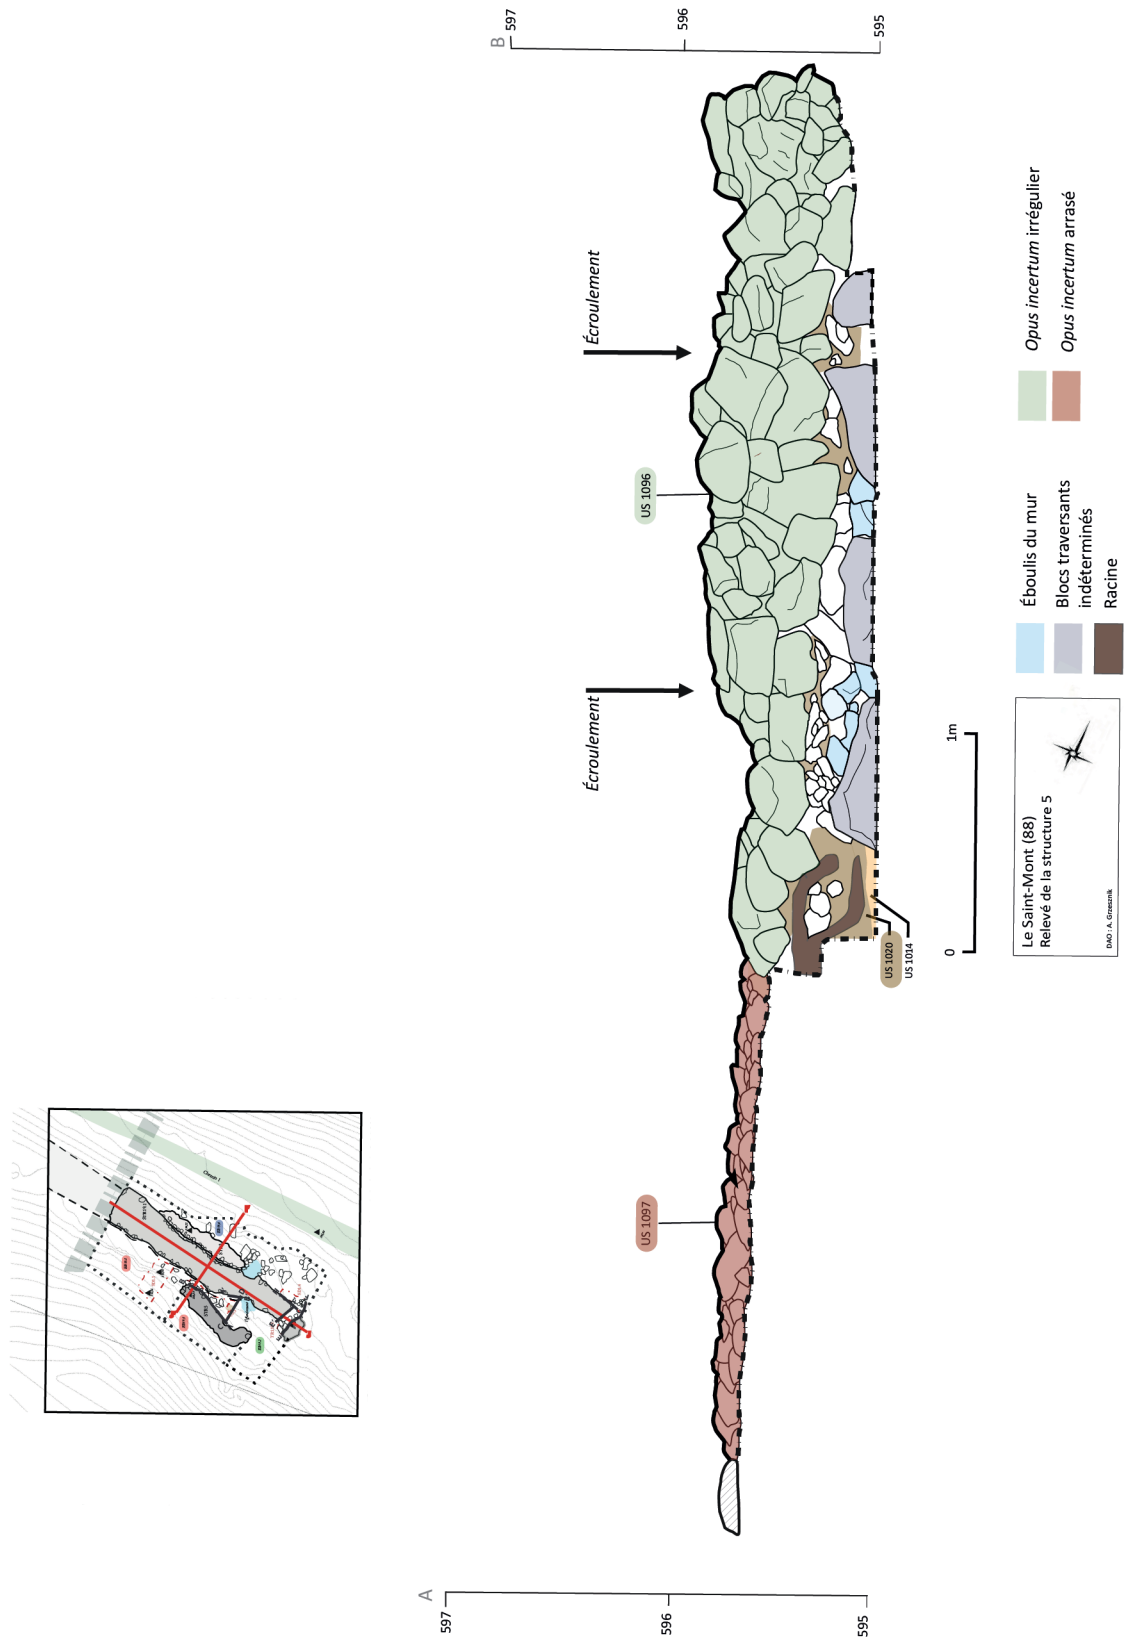 A
597
596
595
B
597
596
595
Écroulement
Écroulement
US 1097
US 1096
US 1020
US 1014
0
1m
Le Saint-Mont (88)
Relevé de la structure 5
DAO : A. Grzesznik
Éboulis du mur
Blocs traversants
indéterminés
Racine
Opus incertum irrégulier
Opus incertum arrasé
Chemin 1